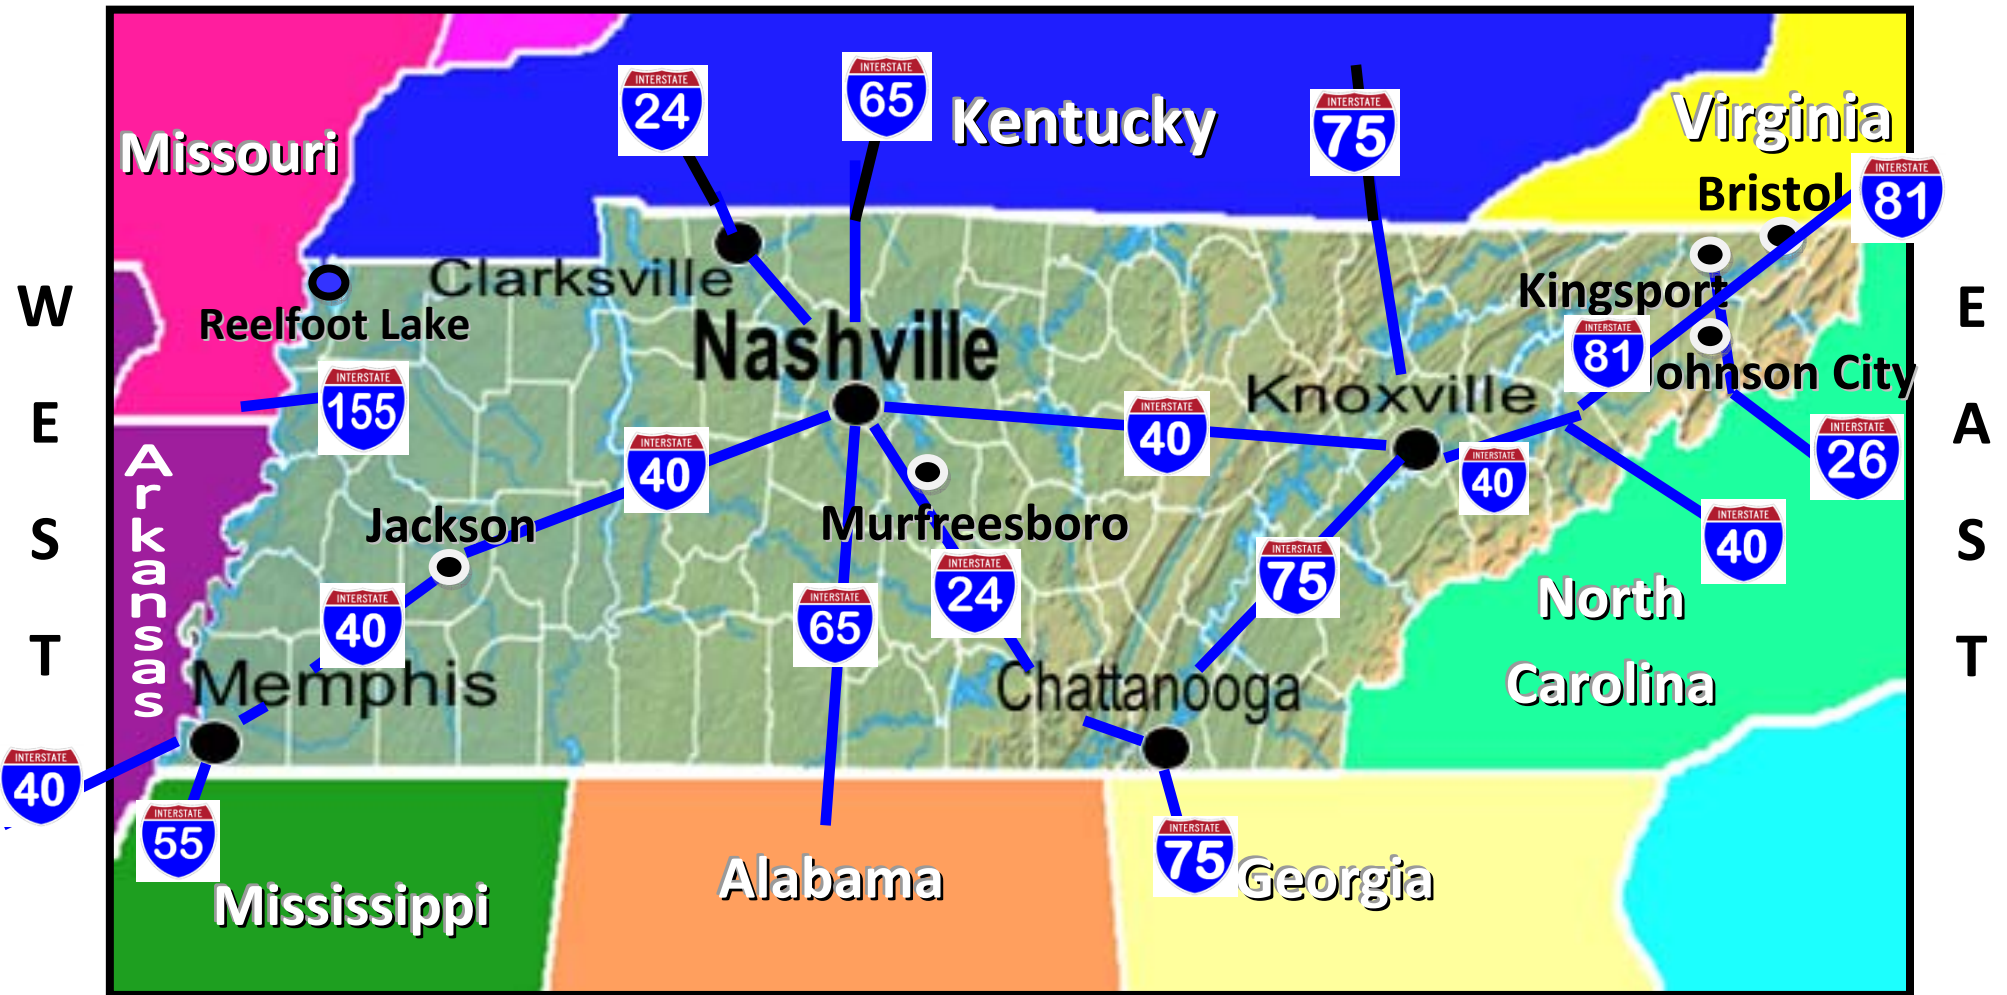 INTERSTATE
24
INTERSTATE
65
Kentucky
INTERSTATE
75
Virginia
Missouri
Bristol
INTERSTATE
81
Clarksville
Kingsport
Reelfoot Lake
Nashville
INTERSTATE
81
Johnson City
INTERSTATE
155
Knoxville
INTERSTATE
40
INTERSTATE
40
INTERSTATE
40
INTERSTATE
26
Arkansas
Jackson
Murfreesboro
INTERSTATE
40
INTERSTATE
24
INTERSTATE
75
INTERSTATE
40
INTERSTATE
65
North
Carolina
Memphis
Chattanooga
INTERSTATE
40
INTERSTATE
55
INTERSTATE
75
Mississippi
Alabama
Georgia
W
E
S
T
E
A
S
T